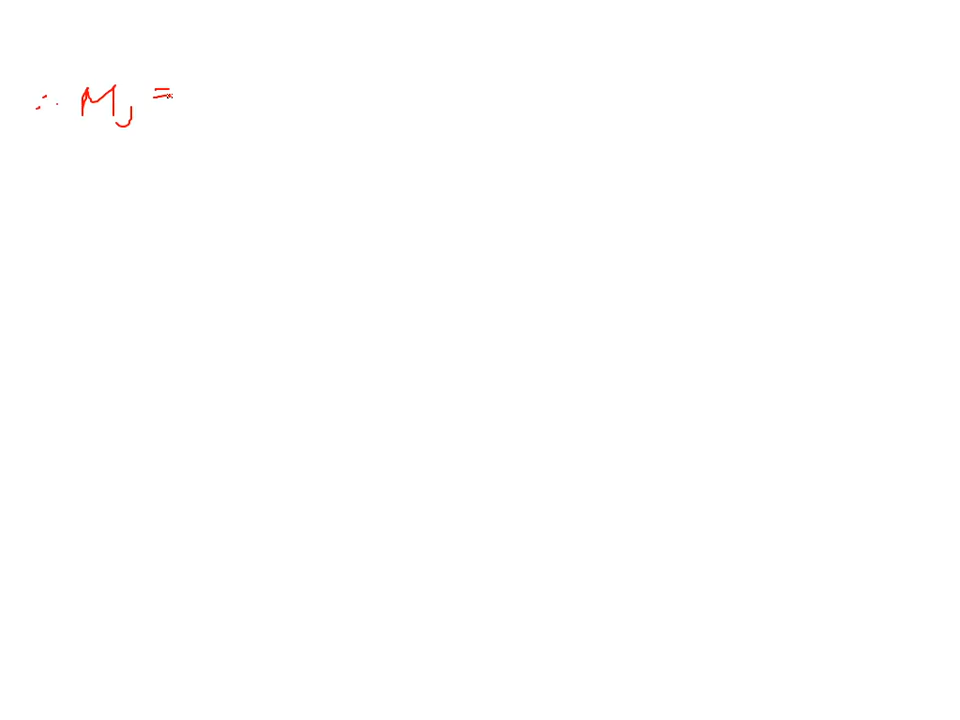 ∴ M_J =